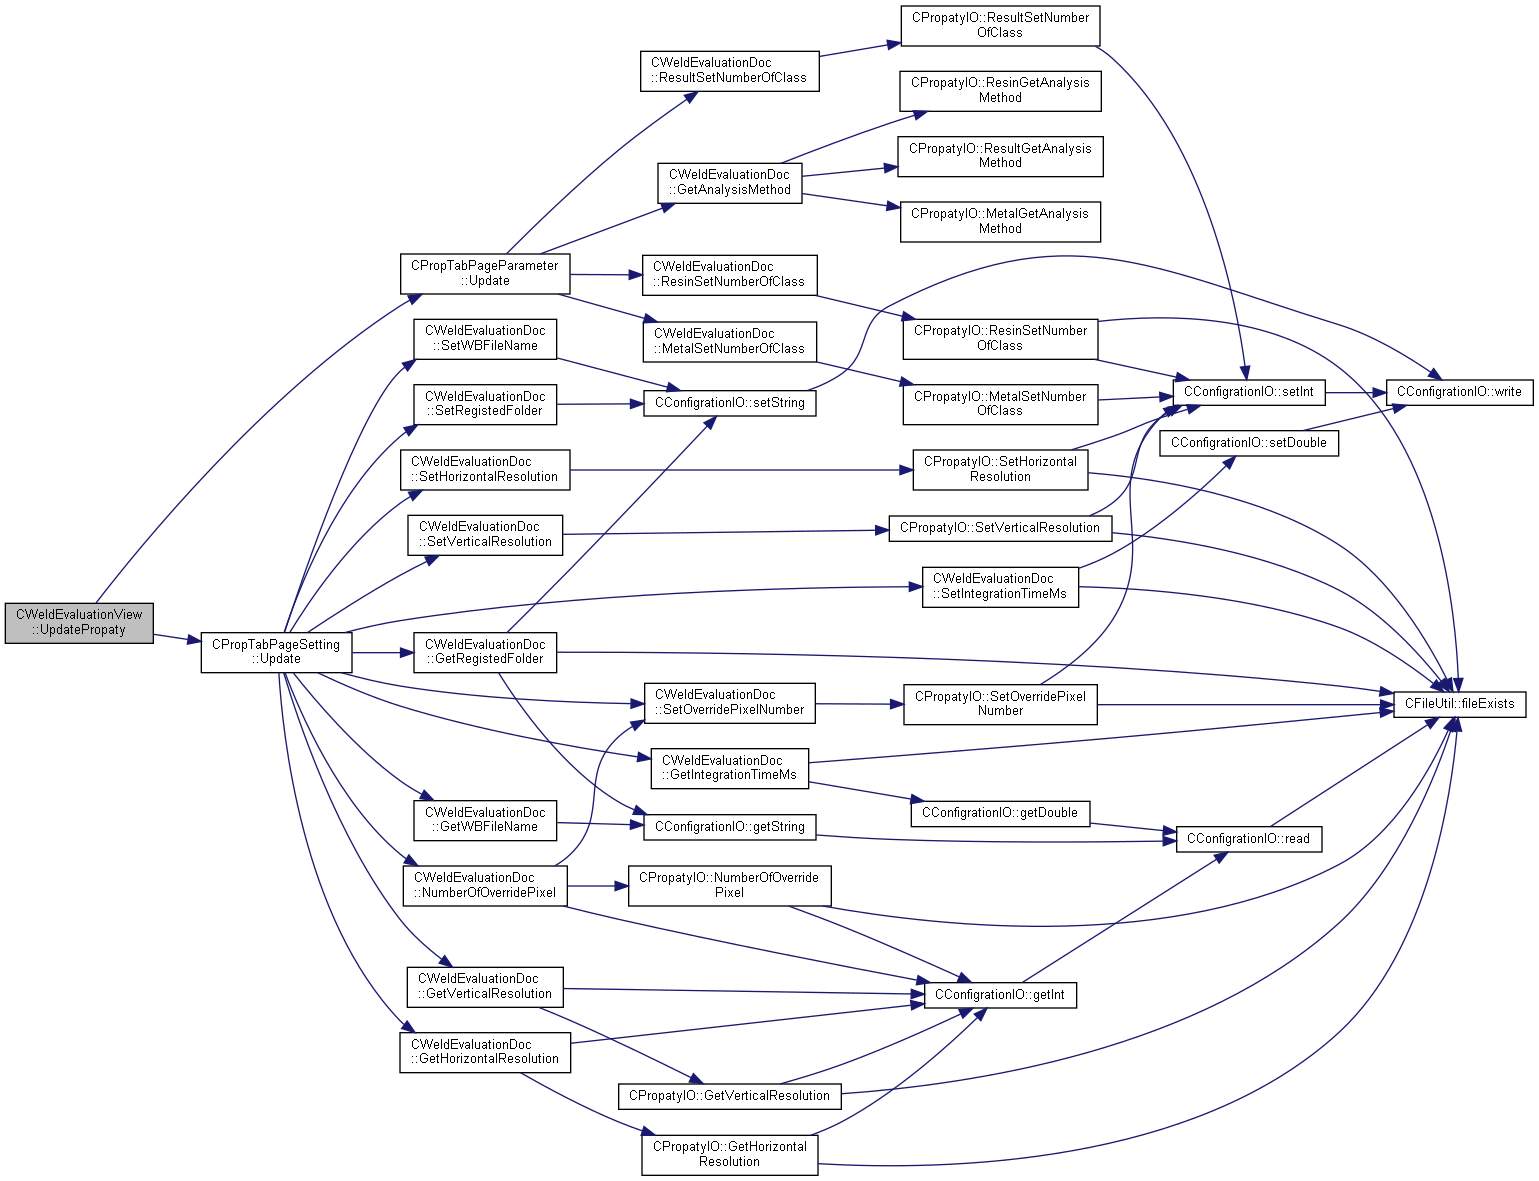 CPropatyIO::ResultSetNumber
OfClass
CWeldEvaluationDoc
::ResultSetNumberOfClass
CPropatyIO::ResinGetAnalysis
Method
CPropatyIO::ResultGetAnalysis
Method
CWeldEvaluationDoc
::GetAnalysisMethod
CPropatyIO::MetalGetAnalysis
Method
CPropTabPageParameter
::Update
CWeldEvaluationDoc
::ResinSetNumberOfClass
CWeldEvaluationDoc
::SetWBFileName
CWeldEvaluationDoc
::MetalSetNumberOfClass
CPropatyIO::ResinSetNumber
OfClass
CWeldEvaluationDoc
::SetRegistedFolder
CConfigrationIO::setString
CPropatyIO::MetalSetNumber
OfClass
CConfigrationIO::setInt
CConfigrationIO::write
CConfigrationIO::setDouble
CWeldEvaluationDoc
::SetHorizontalResolution
CPropatyIO::SetHorizontal
Resolution
CWeldEvaluationDoc
::SetVerticalResolution
CPropatyIO::SetVerticalResolution
CWeldEvaluationDoc
::SetIntegrationTimeMs
CWeldEvaluationView
::UpdatePropaty
CPropTabPageSetting
::Update
CWeldEvaluationDoc
::GetRegistedFolder
CWeldEvaluationDoc
::SetOverridePixelNumber
CPropatyIO::SetOverridePixel
Number
CFileUtil::fileExists
CWeldEvaluationDoc
::GetIntegrationTimeMs
CWeldEvaluationDoc
::GetWBFileName
CConfigrationIO::getString
CConfigrationIO::getDouble
CConfigrationIO::read
CWeldEvaluationDoc
::NumberOfOverridePixel
CPropatyIO::NumberOfOverride
Pixel
CWeldEvaluationDoc
::GetVerticalResolution
CConfigrationIO::getInt
CWeldEvaluationDoc
::GetHorizontalResolution
CPropatyIO::GetVerticalResolution
CPropatyIO::GetHorizontal
Resolution